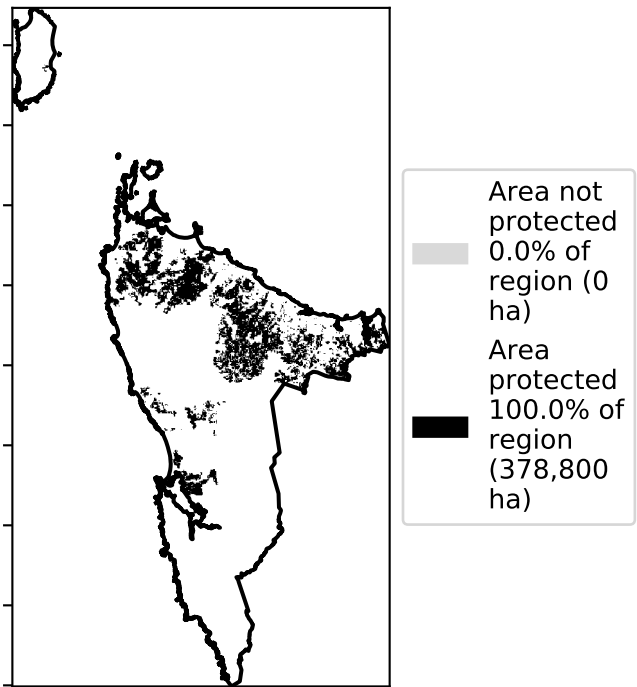 Area not
protected
0.0% of
region (0
ha)
Area
protected
100.0% of
region
(378,800
ha)